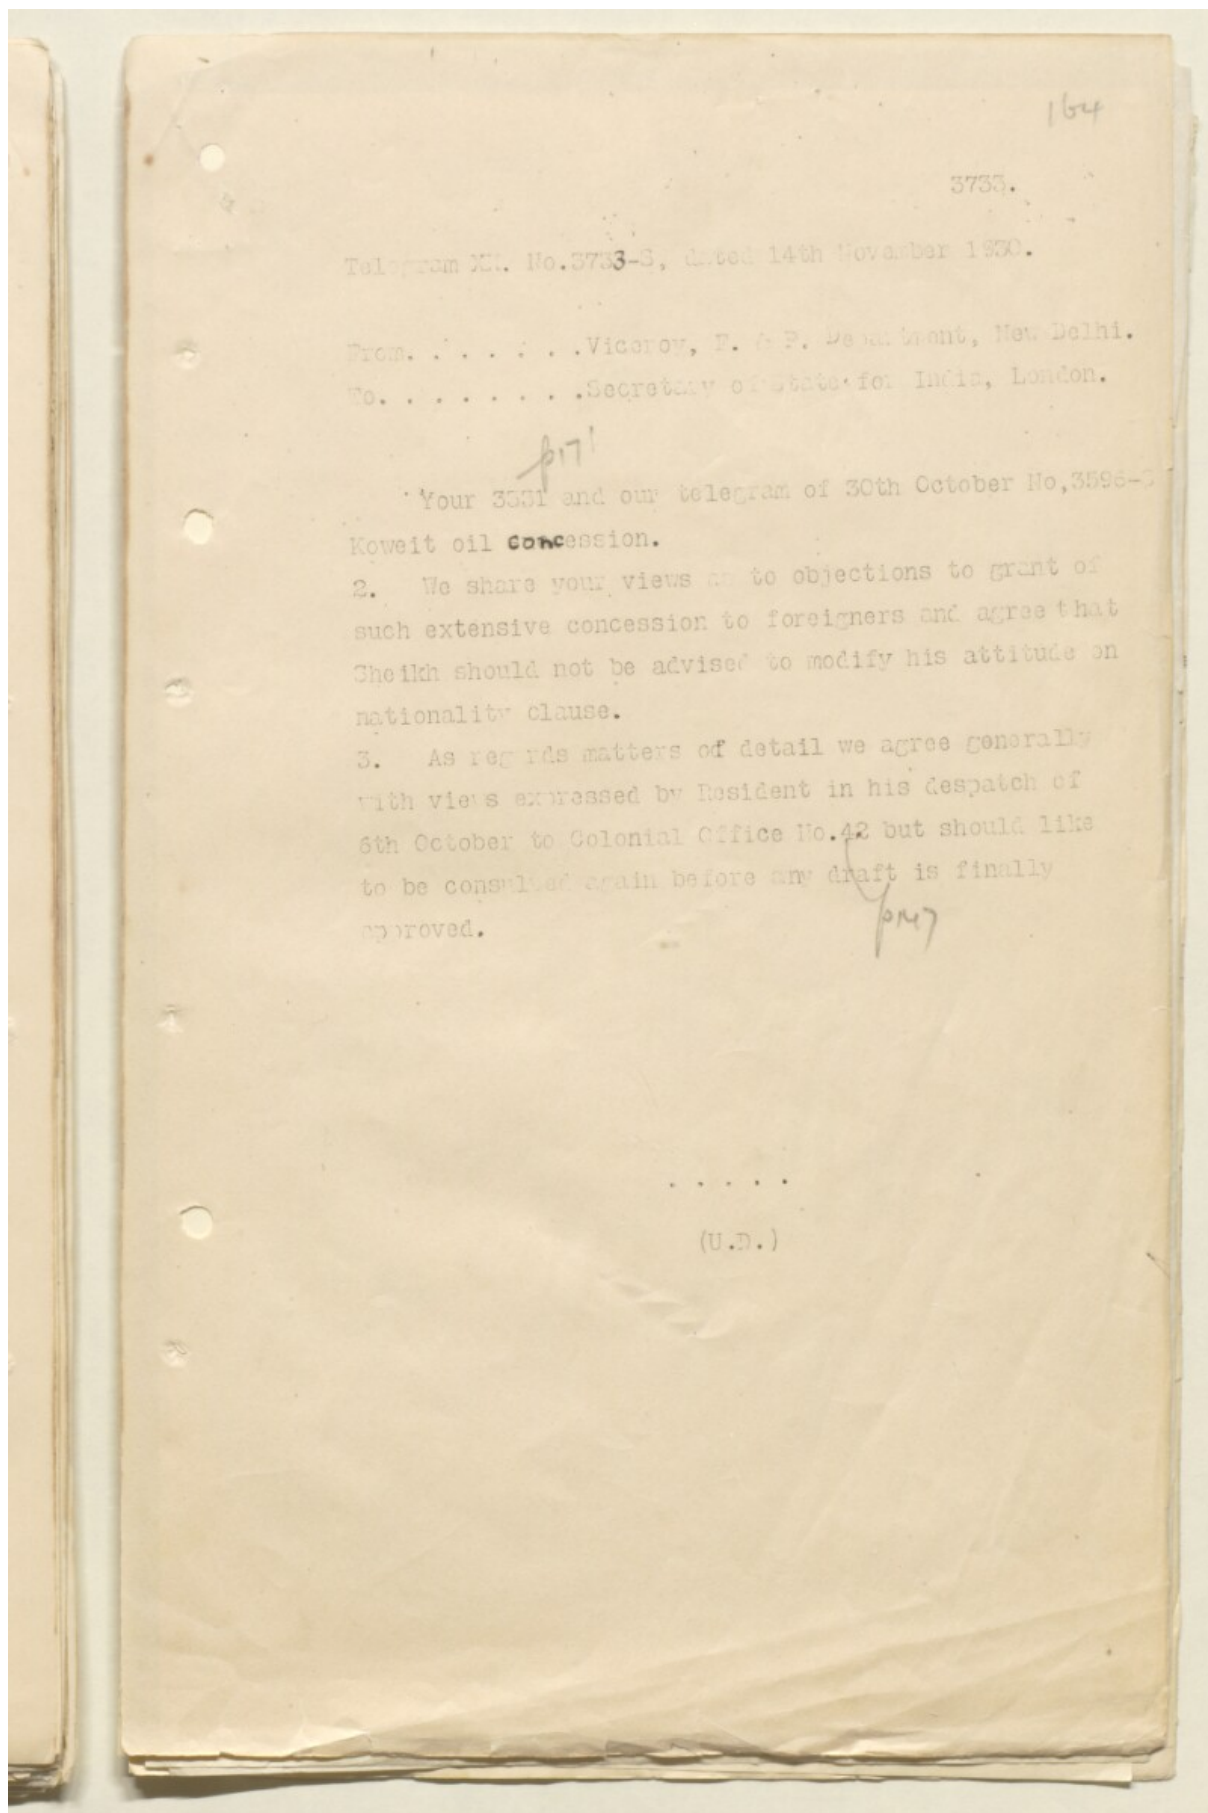 164
3733.
Telegram XX. No.3733-S, dated 14th November 1930.
From. . . . . . .Viceroy, F. & P. Department, New Delhi.
To. . . . . . . . .Secretary of State for India, London.
Your 3331 and our telegram of 30th October No,3596-S
Koweit oil concession.
2. We share your views as to objections to grant of
such extensive concession to foreigners and agree that
Sheikh should not be advised to modify his attitude on
nationality clause.
3. As regards matters of detail we agree generally
with views expressed by Resident in his despatch of
6th October to Colonial Office No.42 but should like
to be consulted again before any draft is finally
approved.
. . . . .
(U.D.)